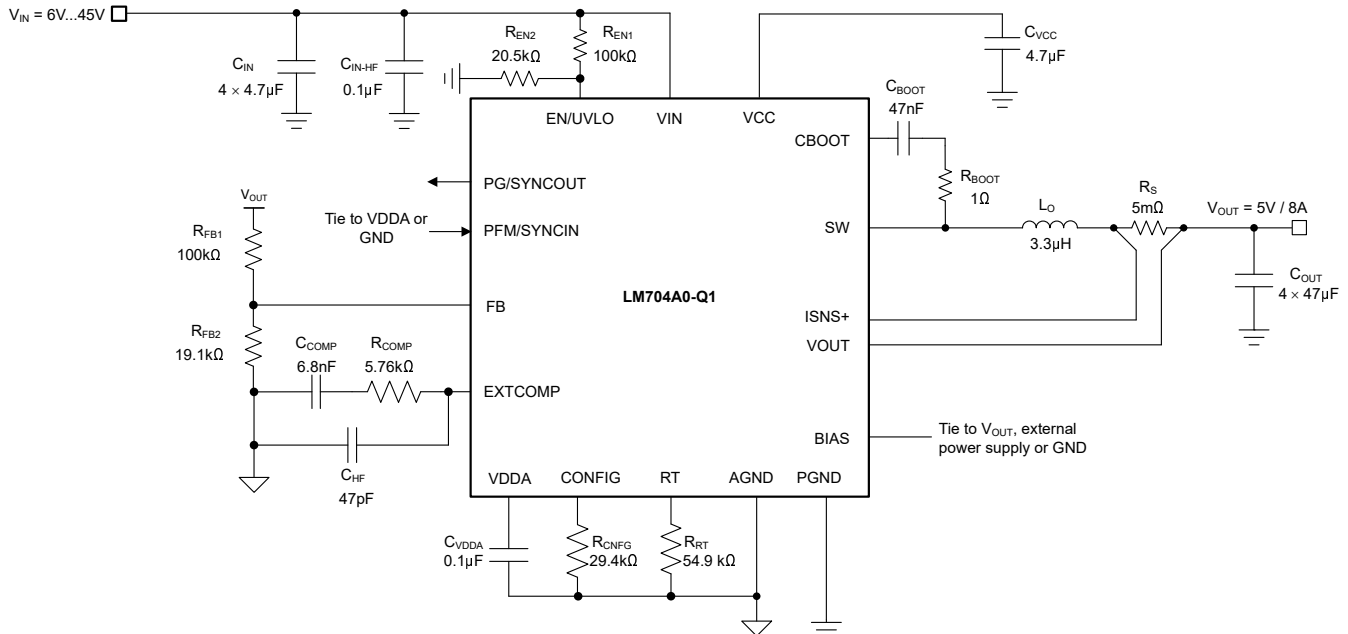 V_IN = 6V...45V
C_IN
4 × 4.7µF
C_IN-HF
0.1µF
R_EN2
20.5kΩ
R_EN1
100kΩ
C_VCC
4.7µF
C_BOOT
47nF
EN/UVLO
VIN
VCC
CBOOT
R_BOOT
1Ω
PG/SYNCOUT
V_OUT
Tie to VDDA or
GND
PFM/SYNCIN
SW
L_O
3.3µH
R_S
5mΩ
V_OUT = 5V / 8A
R_FB1
100kΩ
C_OUT
4 × 47µF
LM704A0-Q1
FB
ISNS+
VOUT
R_FB2
19.1kΩ
C_COMP
6.8nF
R_COMP
5.76kΩ
EXTCOMP
BIAS
Tie to V_OUT, external
power supply or GND
C_HF
47pF
VDDA
CONFIG
RT
AGND
PGND
C_VDDA
0.1µF
R_CNFG
29.4kΩ
R_RT
54.9 kΩ